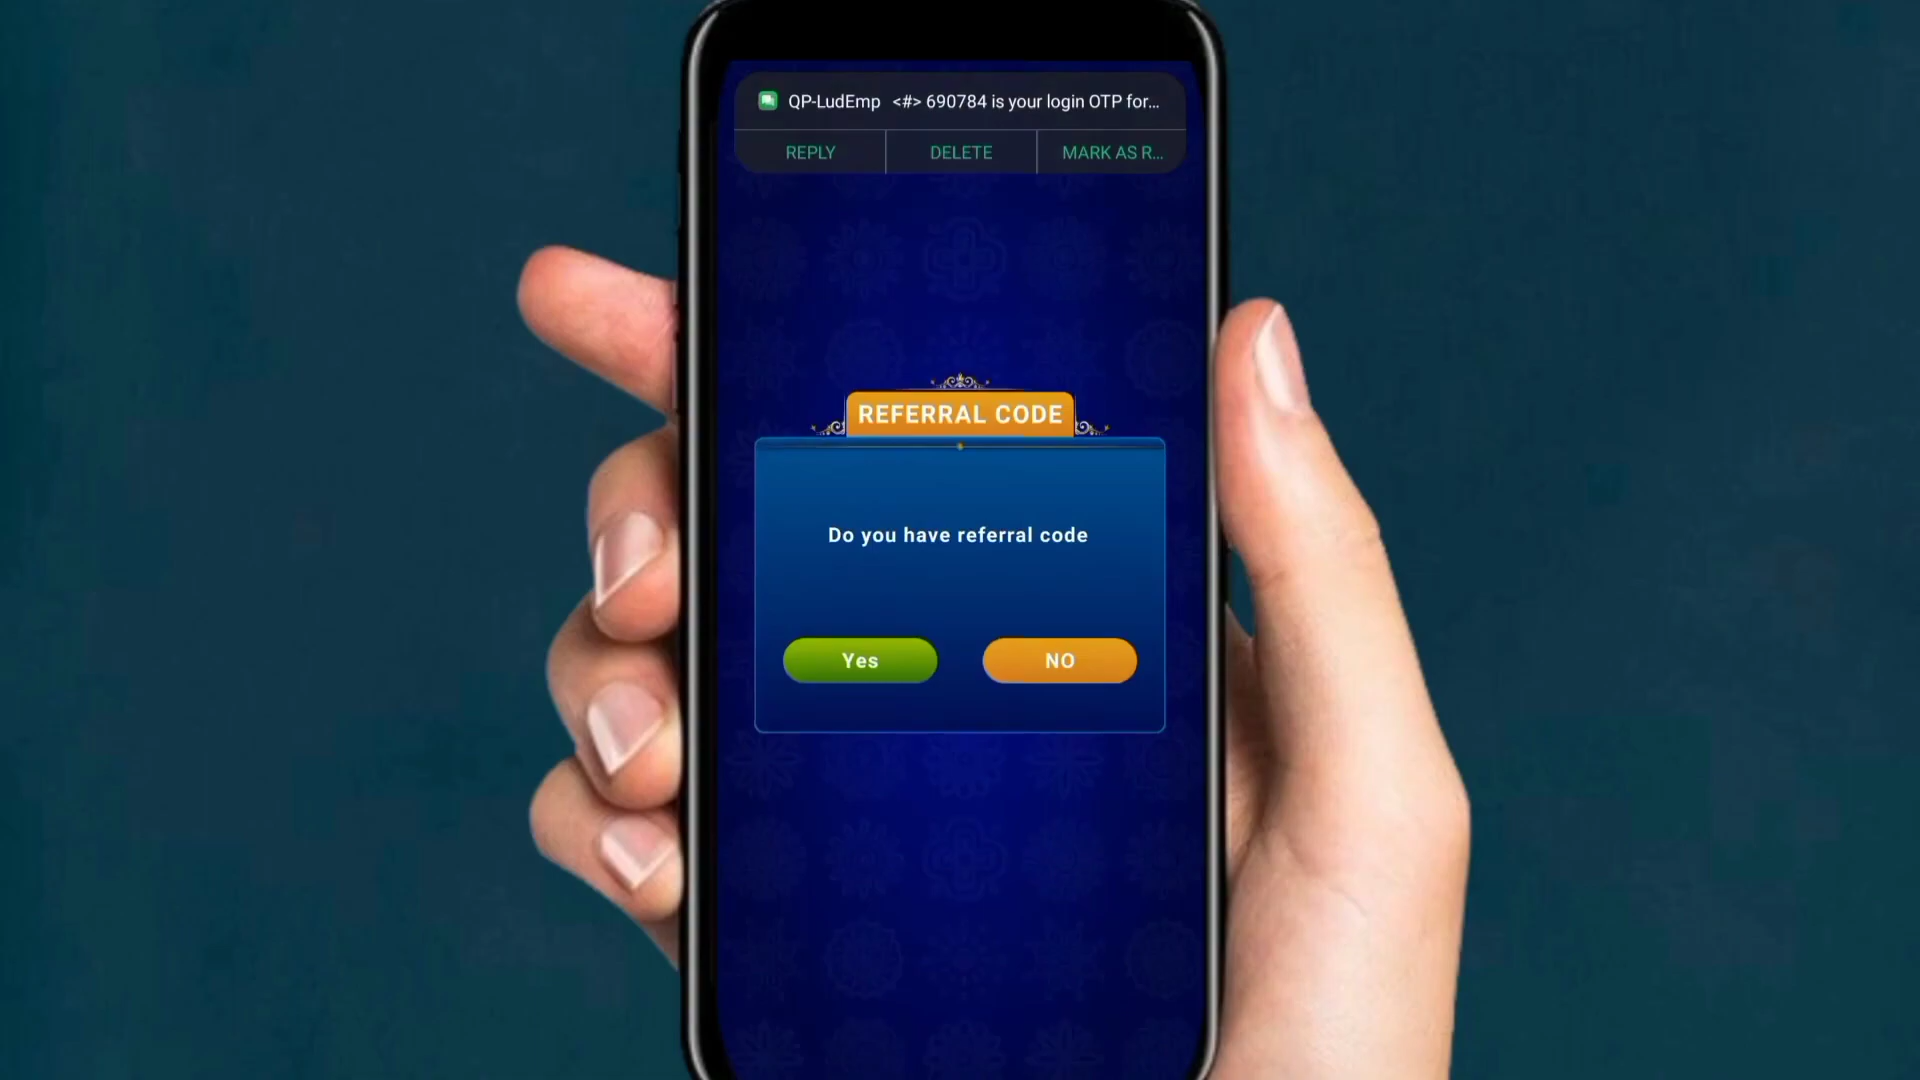 QP-LudEmp <#> 690784 is your login OTP for...
REPLY DELETE MARK AS R...
REFERRAL CODE
Do you have referral code
Yes NO